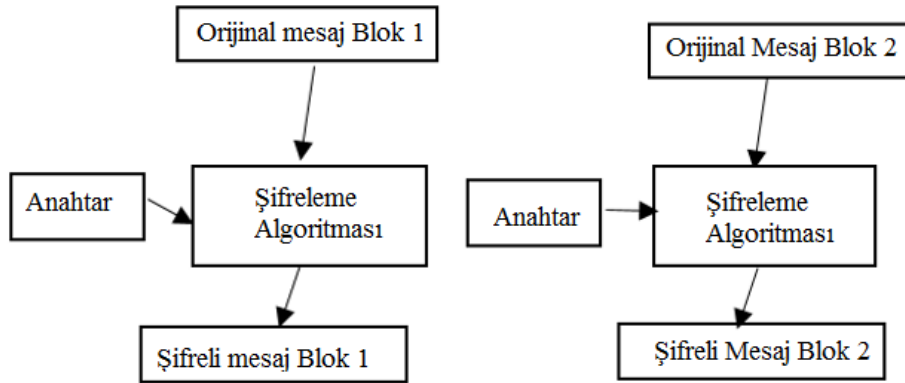 Orijinal mesaj Blok 1
Anahtar
Şifreleme
Algoritması
Şifreli mesaj Blok 1
Orijinal Mesaj Blok 2
Anahtar
Şifreleme
Algoritması
Şifreli Mesaj Blok 2